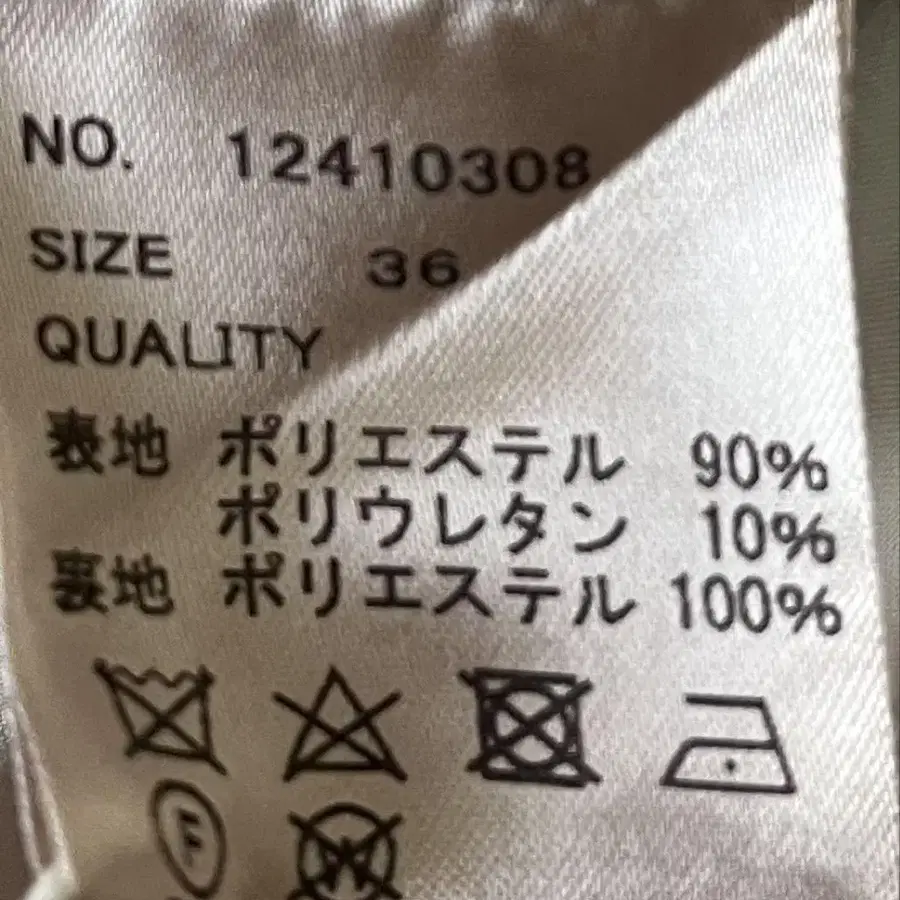 NO. 12410308
SIZE 36
QUALITY
表地 ポリエステル 90%
ポリウレタン 10%
裏地 ポリエステル 100%
F
W